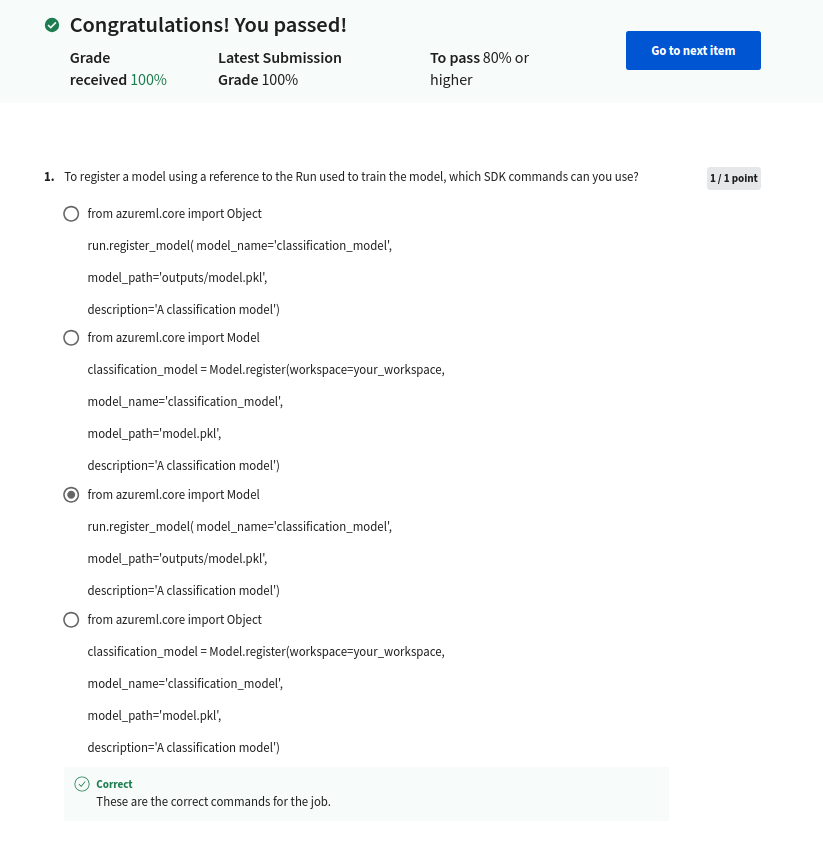 Congratulations! You passed!
Grade received 100%
Latest Submission Grade 100%
To pass 80% or higher
Go to next item
1. To register a model using a reference to the Run used to train the model, which SDK commands can you use?
1 / 1 point
from azureml.core import Object
run.register_model( model_name='classification_model',
model_path='outputs/model.pkl',
description='A classification model')
from azureml.core import Model
classification_model = Model.register(workspace=your_workspace,
model_name='classification_model',
model_path='model.pkl',
description='A classification model')
from azureml.core import Model
run.register_model( model_name='classification_model',
model_path='outputs/model.pkl',
description='A classification model')
from azureml.core import Object
classification_model = Model.register(workspace=your_workspace,
model_name='classification_model',
model_path='model.pkl',
description='A classification model')
Correct
These are the correct commands for the job.